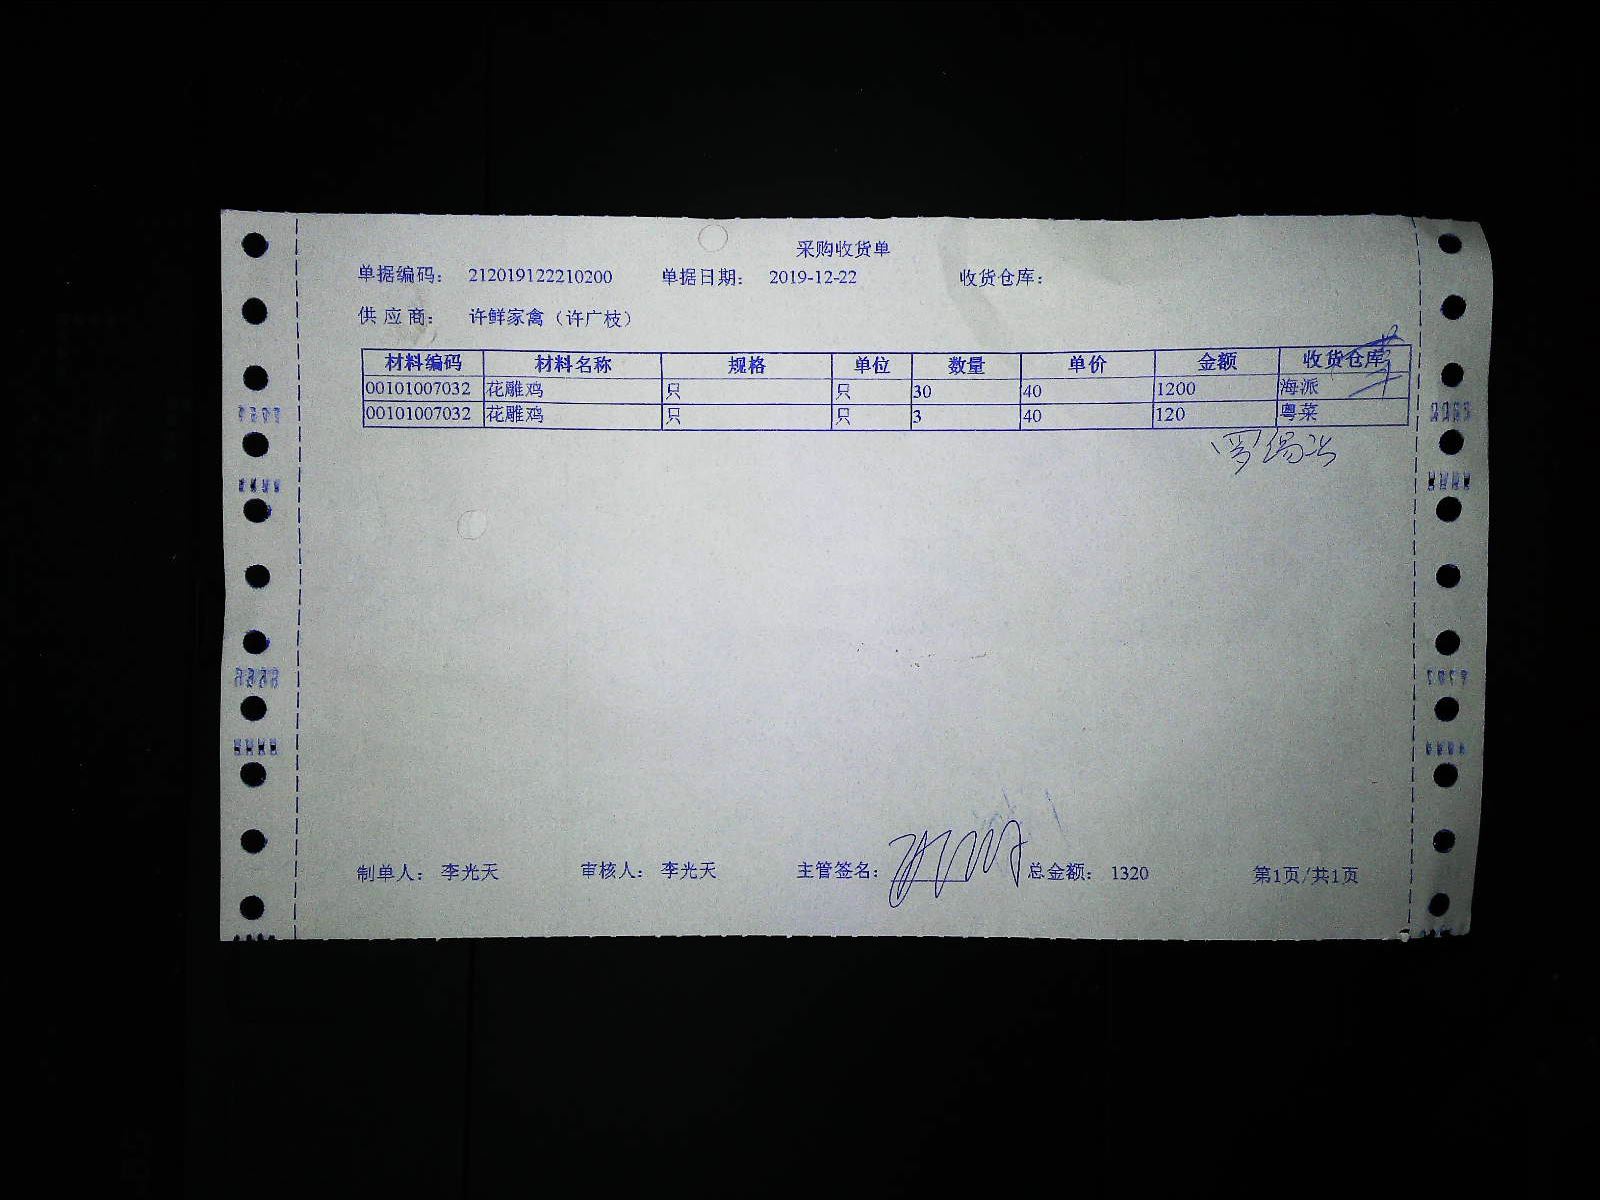 采购收货单
单据编码: 212019122210200 单据日期: 2019-12-22 收货仓库:
供应商: 许鲜家禽(许广枝)
材料编码 材料名称 规格 单位 数量 单价 金额 收货仓库
00101007032 花雕鸡 只 只 30 40 1200 海派
00101007032 花雕鸡 只 只 3 40 120 粤菜
制单人: 李光天 审核人: 李光天 主管签名: 总金额: 1320 第1页/共1页